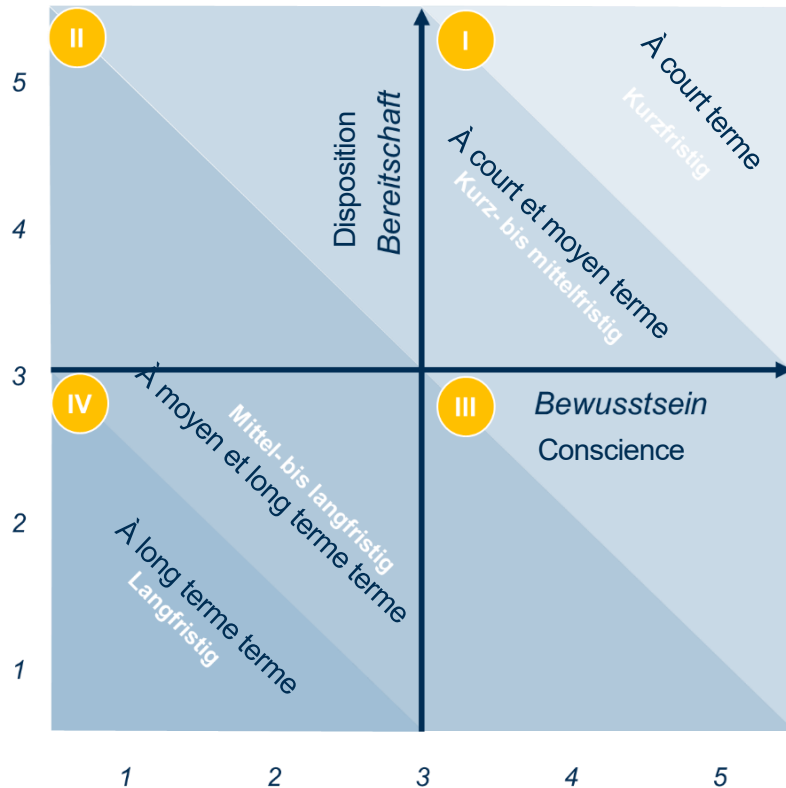 II
I
À court terme
Kurzfristig
5
Disposition
Bereitschaft
À court et moyen terme
Kurz- bis mittelfristig
4
3
IV
À moyen et long terme terme
Mittel- bis langfristig
III
Bewusstsein
Conscience
2
À long terme terme
Langfristig
1
1 2 3 4 5